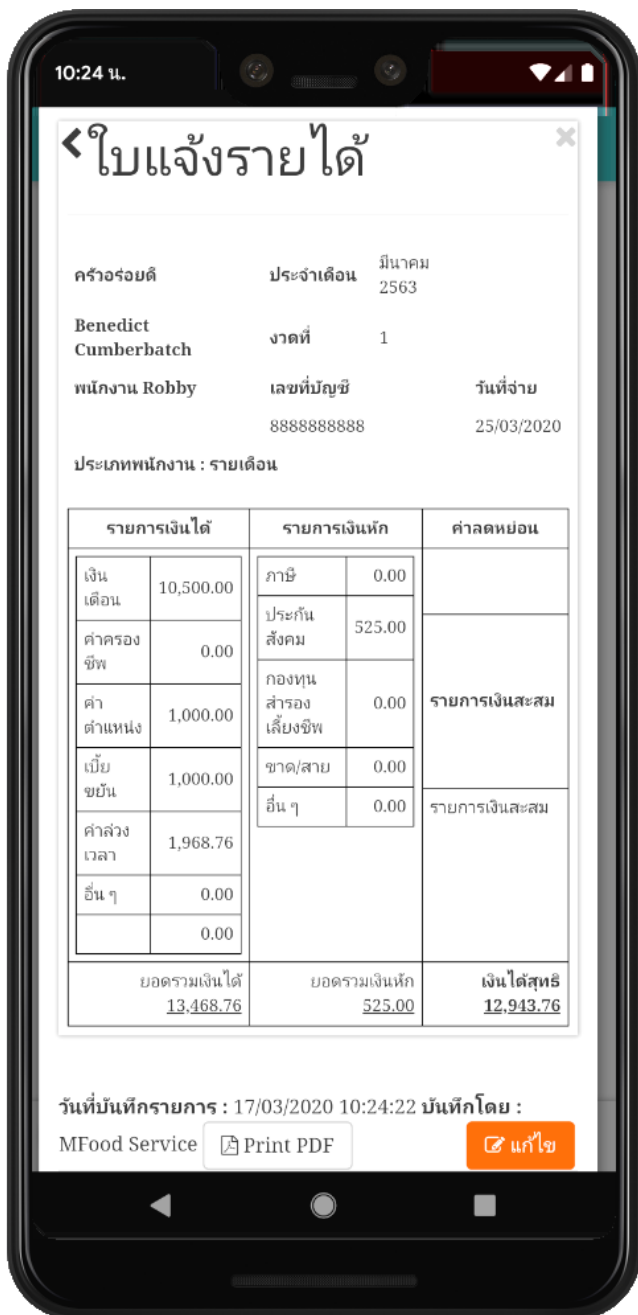 10:24 น.
ใบแจ้งรายได้
ครัวอร่อยดี ประจำเดือน มีนาคม
2563
Benedict
Cumberbatch งวดที่ 1
พนักงาน Robby เลขที่บัญชี วันที่จ่าย
8888888888 25/03/2020
ประเภทพนักงาน : รายเดือน
รายการเงินได้ รายการเงินหัก ค่าลดหย่อน
เงิน
เดือน 10,500.00
ค่าครอง
ชีพ 0.00
ค่า
ตำแหน่ง 1,000.00
เบี้ย
ขยัน 1,000.00
ค่าล่วง
เวลา 1,968.76
อื่น ๆ 0.00
0.00
ภาษี 0.00
ประกัน
สังคม 525.00
กองทุน
สำรอง
เลี้ยงชีพ 0.00
ขาด/สาย 0.00
อื่น ๆ 0.00
รายการเงินสะสม
รายการเงินสะสม
ยอดรวมเงินได้ ยอดรวมเงินหัก เงินได้สุทธิ
13,468.76 525.00 12,943.76
วันที่บันทึกรายการ : 17/03/2020 10:24:22 บันทึกโดย :
MFood Service Print PDF แก้ไข